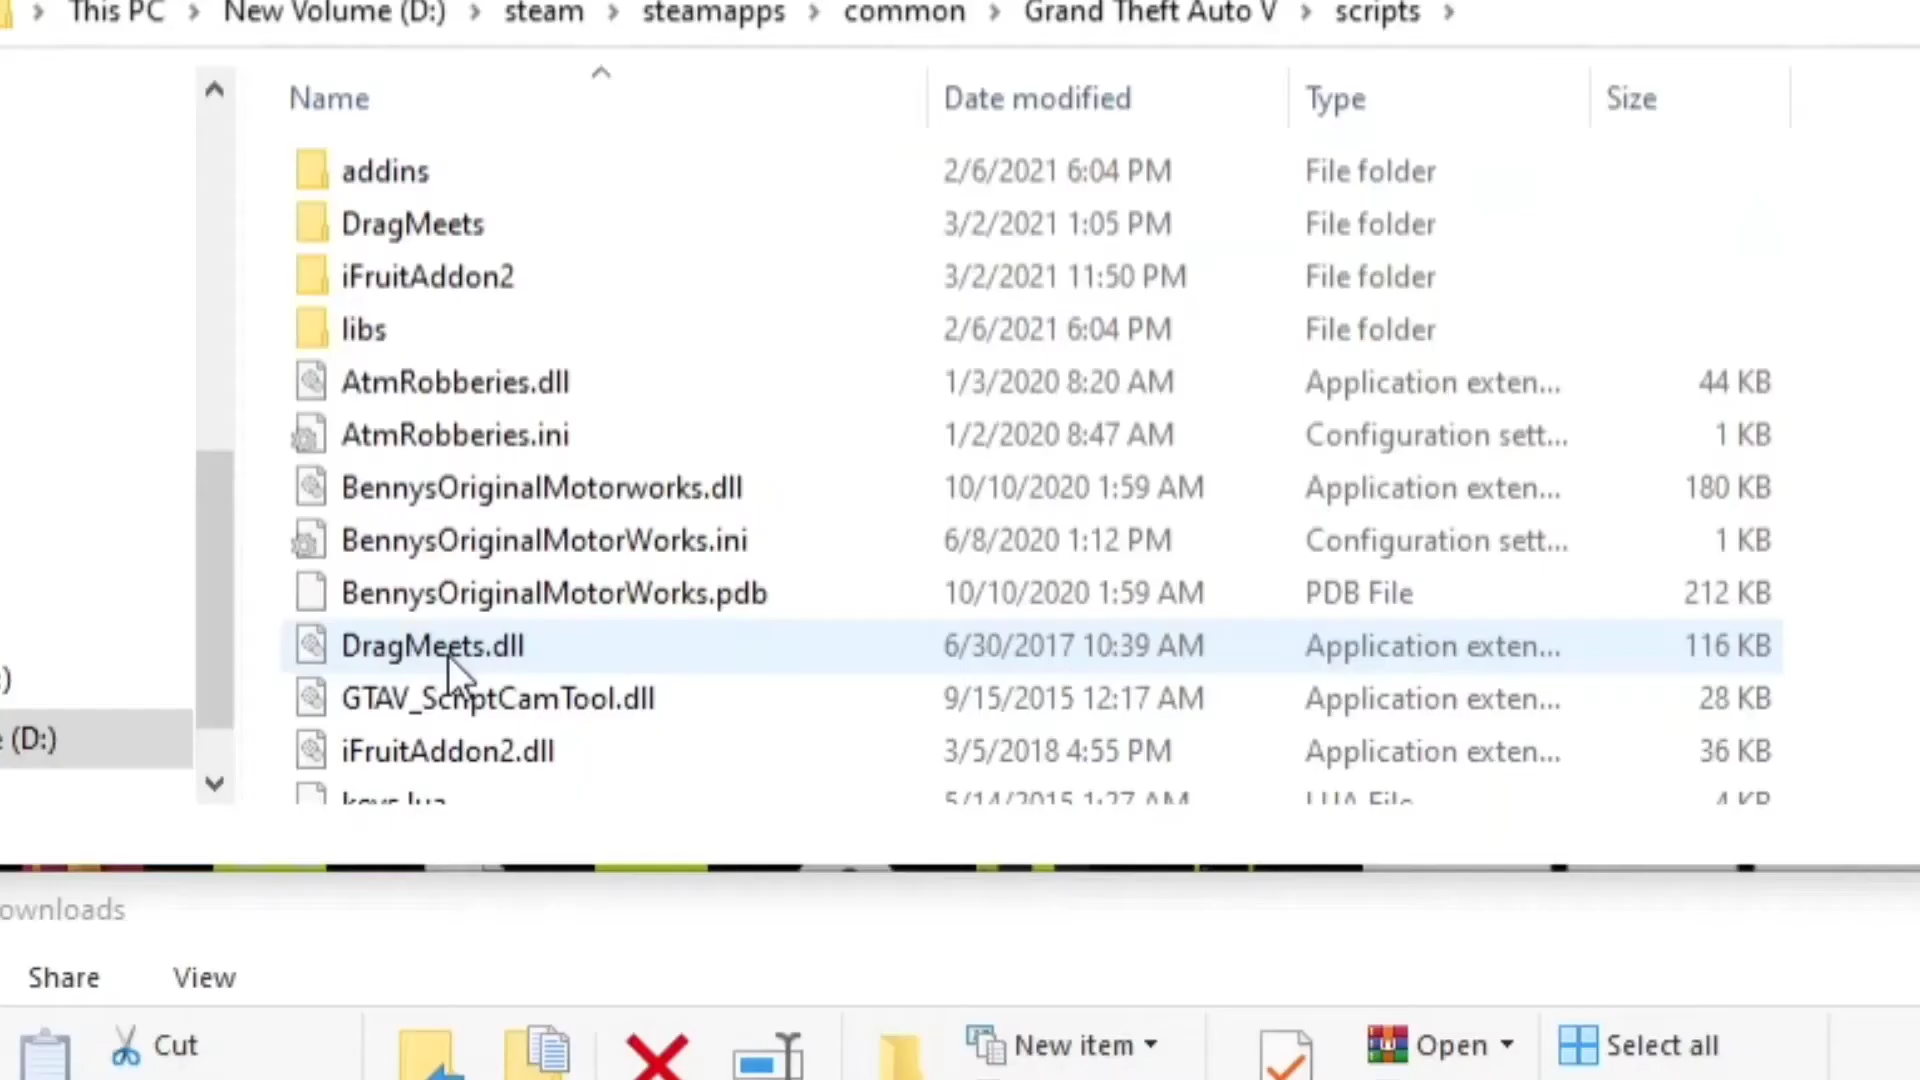 This PC > New Volume (D:) > steam > steamapps > common > Grand Theft Auto V > scripts >
Name Date modified Type Size
addins 2/6/2021 6:04 PM File folder
DragMeets 3/2/2021 1:05 PM File folder
iFruitAddon2 3/2/2021 11:50 PM File folder
libs 2/6/2021 6:04 PM File folder
AtmRobberies.dll 1/3/2020 8:20 AM Application exten... 44 KB
AtmRobberies.ini 1/2/2020 8:47 AM Configuration sett... 1 KB
BennysOriginalMotorworks.dll 10/10/2020 1:59 AM Application exten... 180 KB
BennysOriginalMotorWorks.ini 6/8/2020 1:12 PM Configuration sett... 1 KB
BennysOriginalMotorWorks.pdb 10/10/2020 1:59 AM PDB File 212 KB
DragMeets.dll 6/30/2017 10:39 AM Application exten... 116 KB
:)
GTAV_ScriptCamTool.dll 9/15/2015 12:17 AM Application exten... 28 KB
e (D:)
iFruitAddon2.dll 3/5/2018 4:55 PM Application exten... 36 KB
keys.lua 5/14/2015 1:27 AM LUA File 4 KB
ownloads
Share View
Cut New item Open Select all